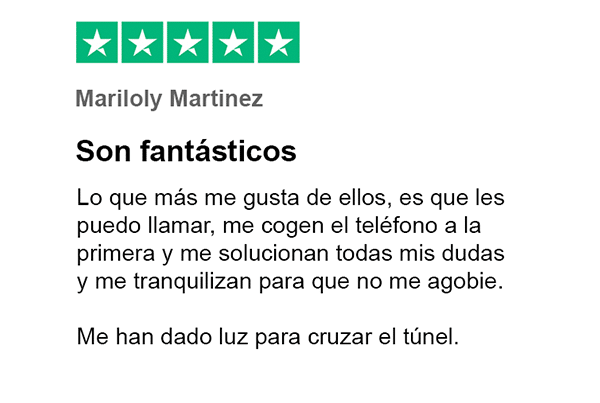 Mariloly Martinez
Son fantásticos
Lo que más me gusta de ellos, es que les
puedo llamar, me cogen el teléfono a la
primera y me solucionan todas mis dudas
y me tranquilizan para que no me agobie.
Me han dado luz para cruzar el túnel.